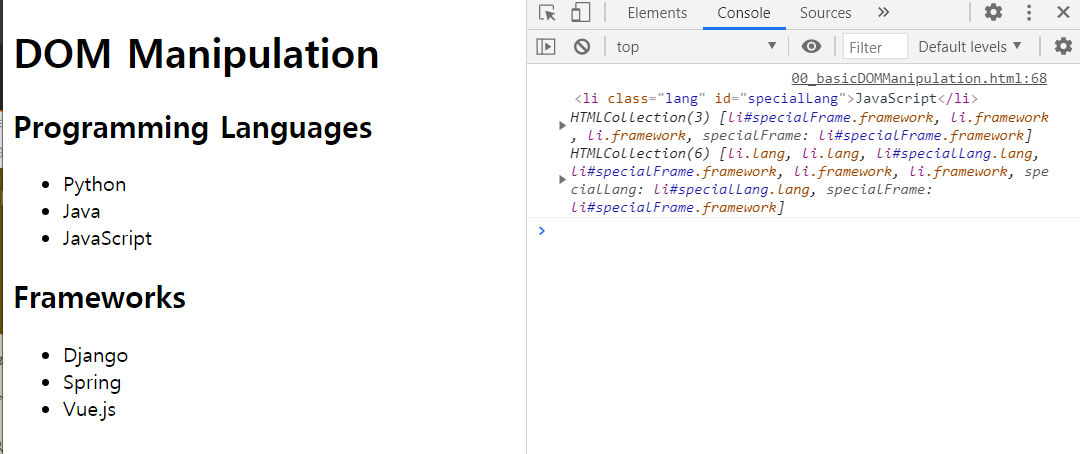 DOM Manipulation
Programming Languages
Python
Java
JavaScript
Frameworks
Django
Spring
Vue.js
Elements Console Sources
top Filter Default levels
00_basicDOMManipulation.html:68
<li class="lang" id="specialLang">JavaScript</li>
HTMLCollection(3) [li#specialFrame.framework, li.framework
, li.framework, specialFrame: li#specialFrame.framework]
HTMLCollection(6) [li.lang, li.lang, li#specialLang.lang,
li#specialFrame.framework, li.framework, li.framework, spe
cialLang: li#specialLang.lang, specialFrame:
li#specialFrame.framework]